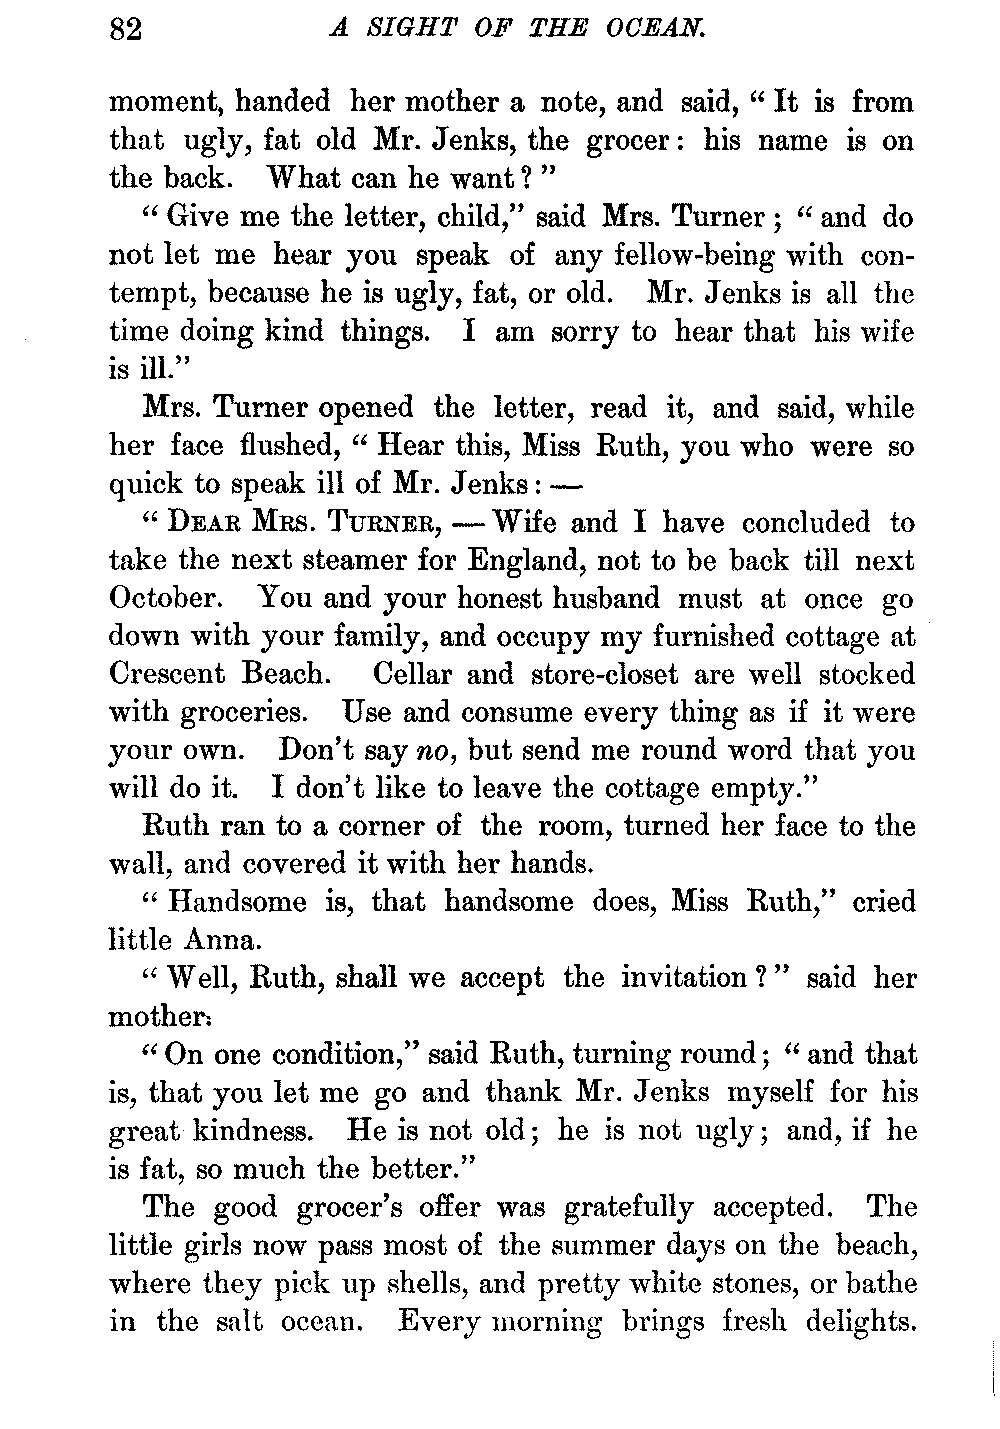 82 A SIGHT OF THE OCEAN.
moment, handed her mother a note, and said, “ It is from
that ugly, fat old Mr. Jenks, the grocer: his name is on
the back. What can he want? ”
“ Give me the letter, child,” said Mrs. Turner; “ and do
not let me hear you speak of any fellow-being with con-
tempt, because he is ugly, fat, or old. Mr. Jenks is all the
time doing kind things. I am sorry to hear that his wife
is ill.”
Mrs. Turner opened the letter, read it, and said, while
her face flushed, “ Hear this, Miss Ruth, you who were so
quick to speak ill of Mr. Jenks: —
“ DEAR MRS. TURNER, — Wife and I have concluded to
take the next steamer for England, not to be back till next
October. You and your honest husband must at once go
down with your family, and occupy my furnished cottage at
Crescent Beach. Cellar and store-closet are well stocked
with groceries. Use and consume every thing as if it were
your own. Don’t say no, but send me round word that you
will do it. I don’t like to leave the cottage empty.”
Ruth ran to a corner of the room, turned her face to the
wall, and covered it with her hands.
“ Handsome is, that handsome does, Miss Ruth,” cried
little Anna.
“ Well, Ruth, shall we accept the invitation? ” said her
mother:
“ On one condition,” said Ruth, turning round; “ and that
is, that you let me go and thank Mr. Jenks myself for his
great kindness. He is not old; he is not ugly; and, if he
is fat, so much the better.”
The good grocer’s offer was gratefully accepted. The
little girls now pass most of the summer days on the beach,
where they pick up shells, and pretty white stones, or bathe
in the salt ocean. Every morning brings fresh delights.